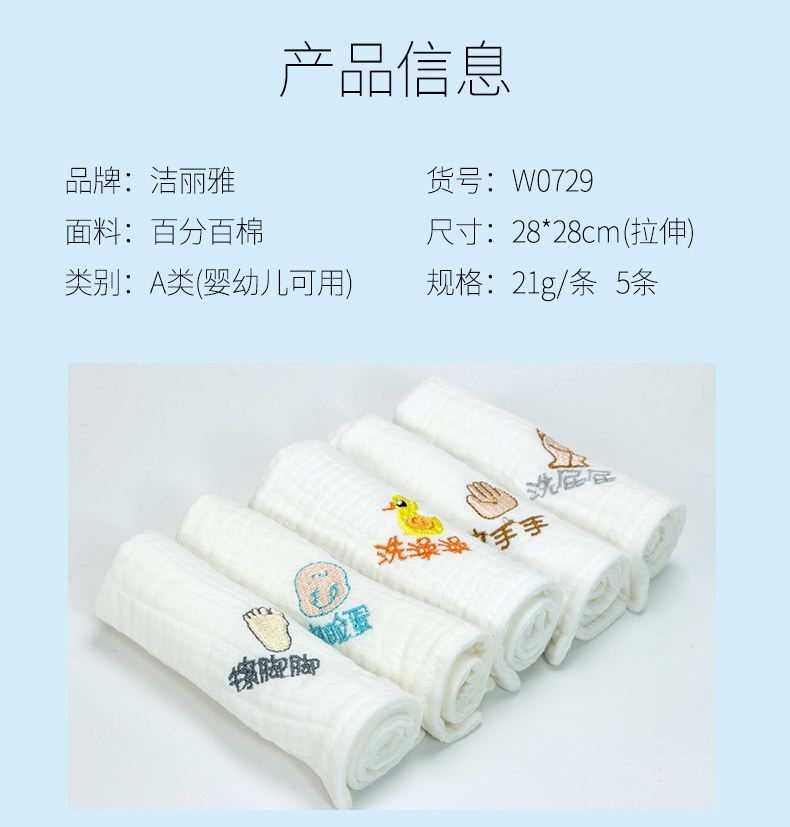 产品信息
品牌：洁丽雅
货号：W0729
面料：百分百棉
尺寸：28*28cm(拉伸)
类别：A类(婴幼儿可用)
规格：21g/条 5条
洗屁屁
手手
洗澡澡
脸蛋
擦脚脚